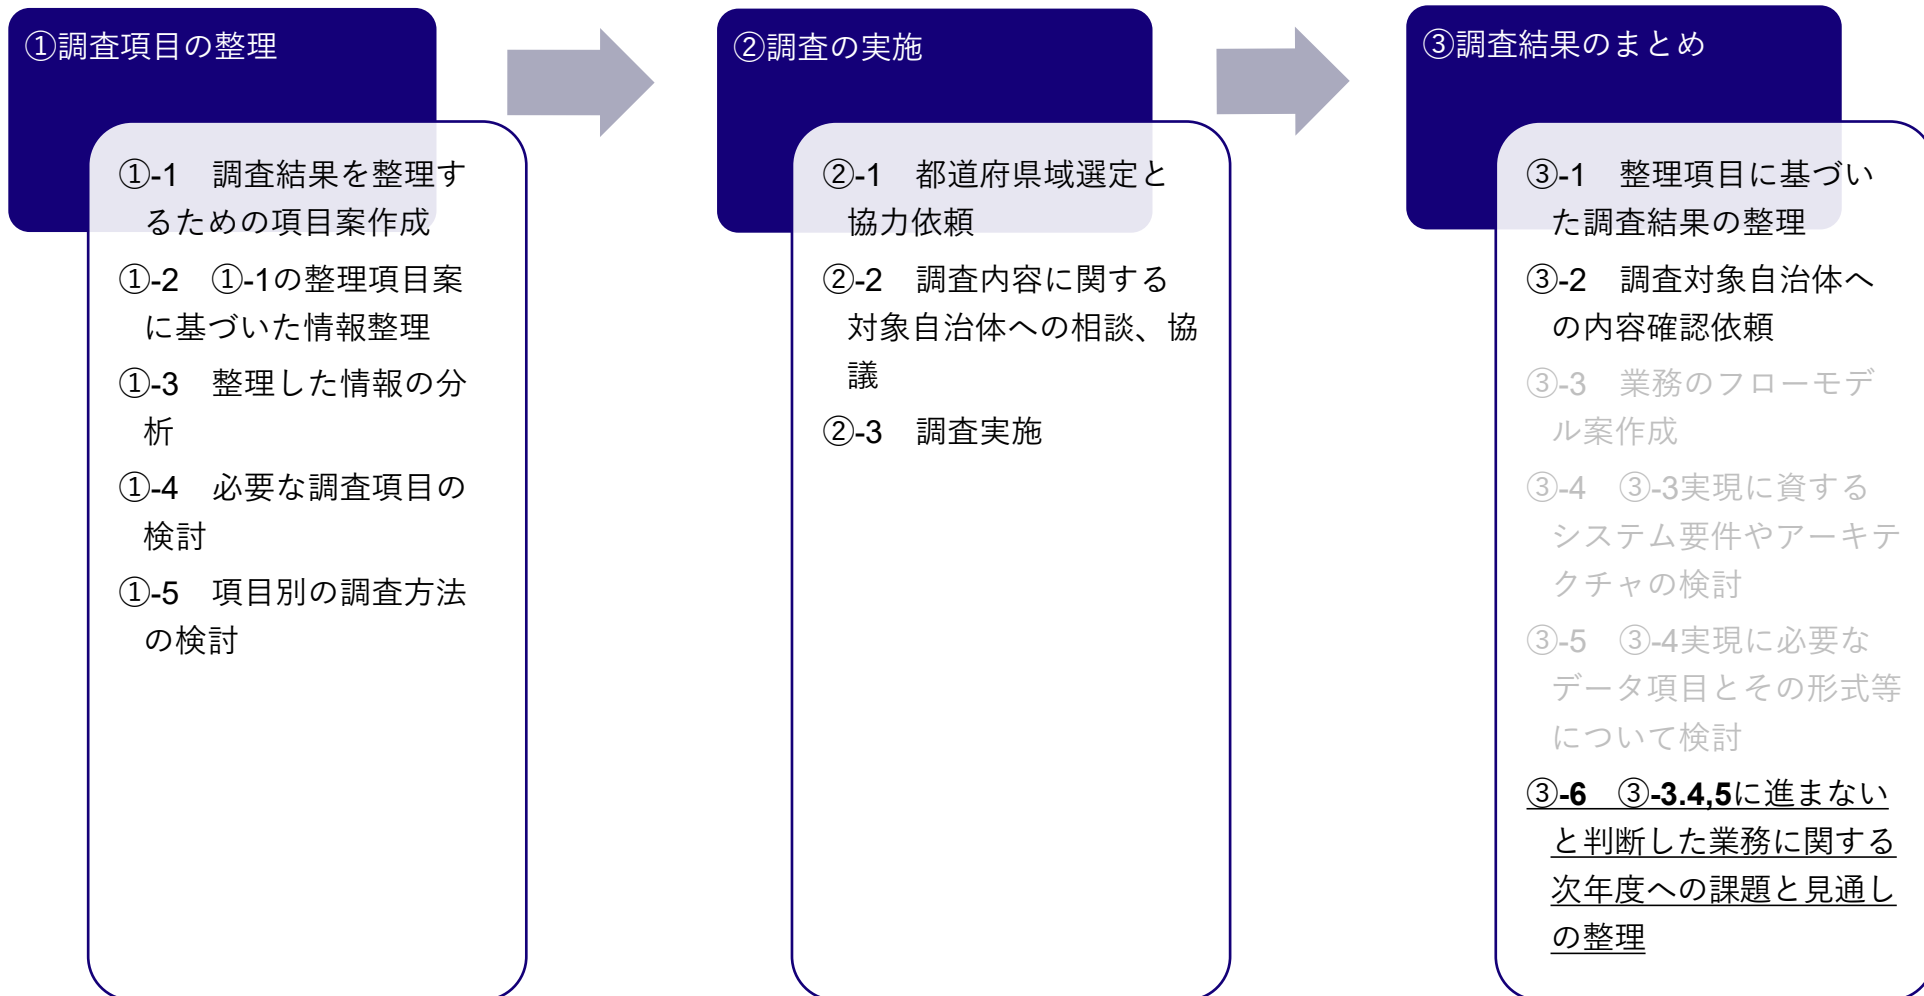 ①調査項目の整理
①-1　調査結果を整理す
るための項目案作成
①-2　①-1の整理項目案
に基づいた情報整理
①-3　整理した情報の分
析
①-4　必要な調査項目の
検討
①-5　項目別の調査方法
の検討
②調査の実施
②-1　都道府県域選定と
協力依頼
②-2　調査内容に関する
対象自治体への相談、協
議
②-3　調査実施
③調査結果のまとめ
③-1　整理項目に基づい
た調査結果の整理
③-2　調査対象自治体へ
の内容確認依頼
③-3　業務のフローモデ
ル案作成
③-4　③-3実現に資する
システム要件やアーキテ
クチャの検討
③-5　③-4実現に必要な
データ項目とその形式等
について検討
③-6　③-3.4,5に進まない
と判断した業務に関する
次年度への課題と見通し
の整理